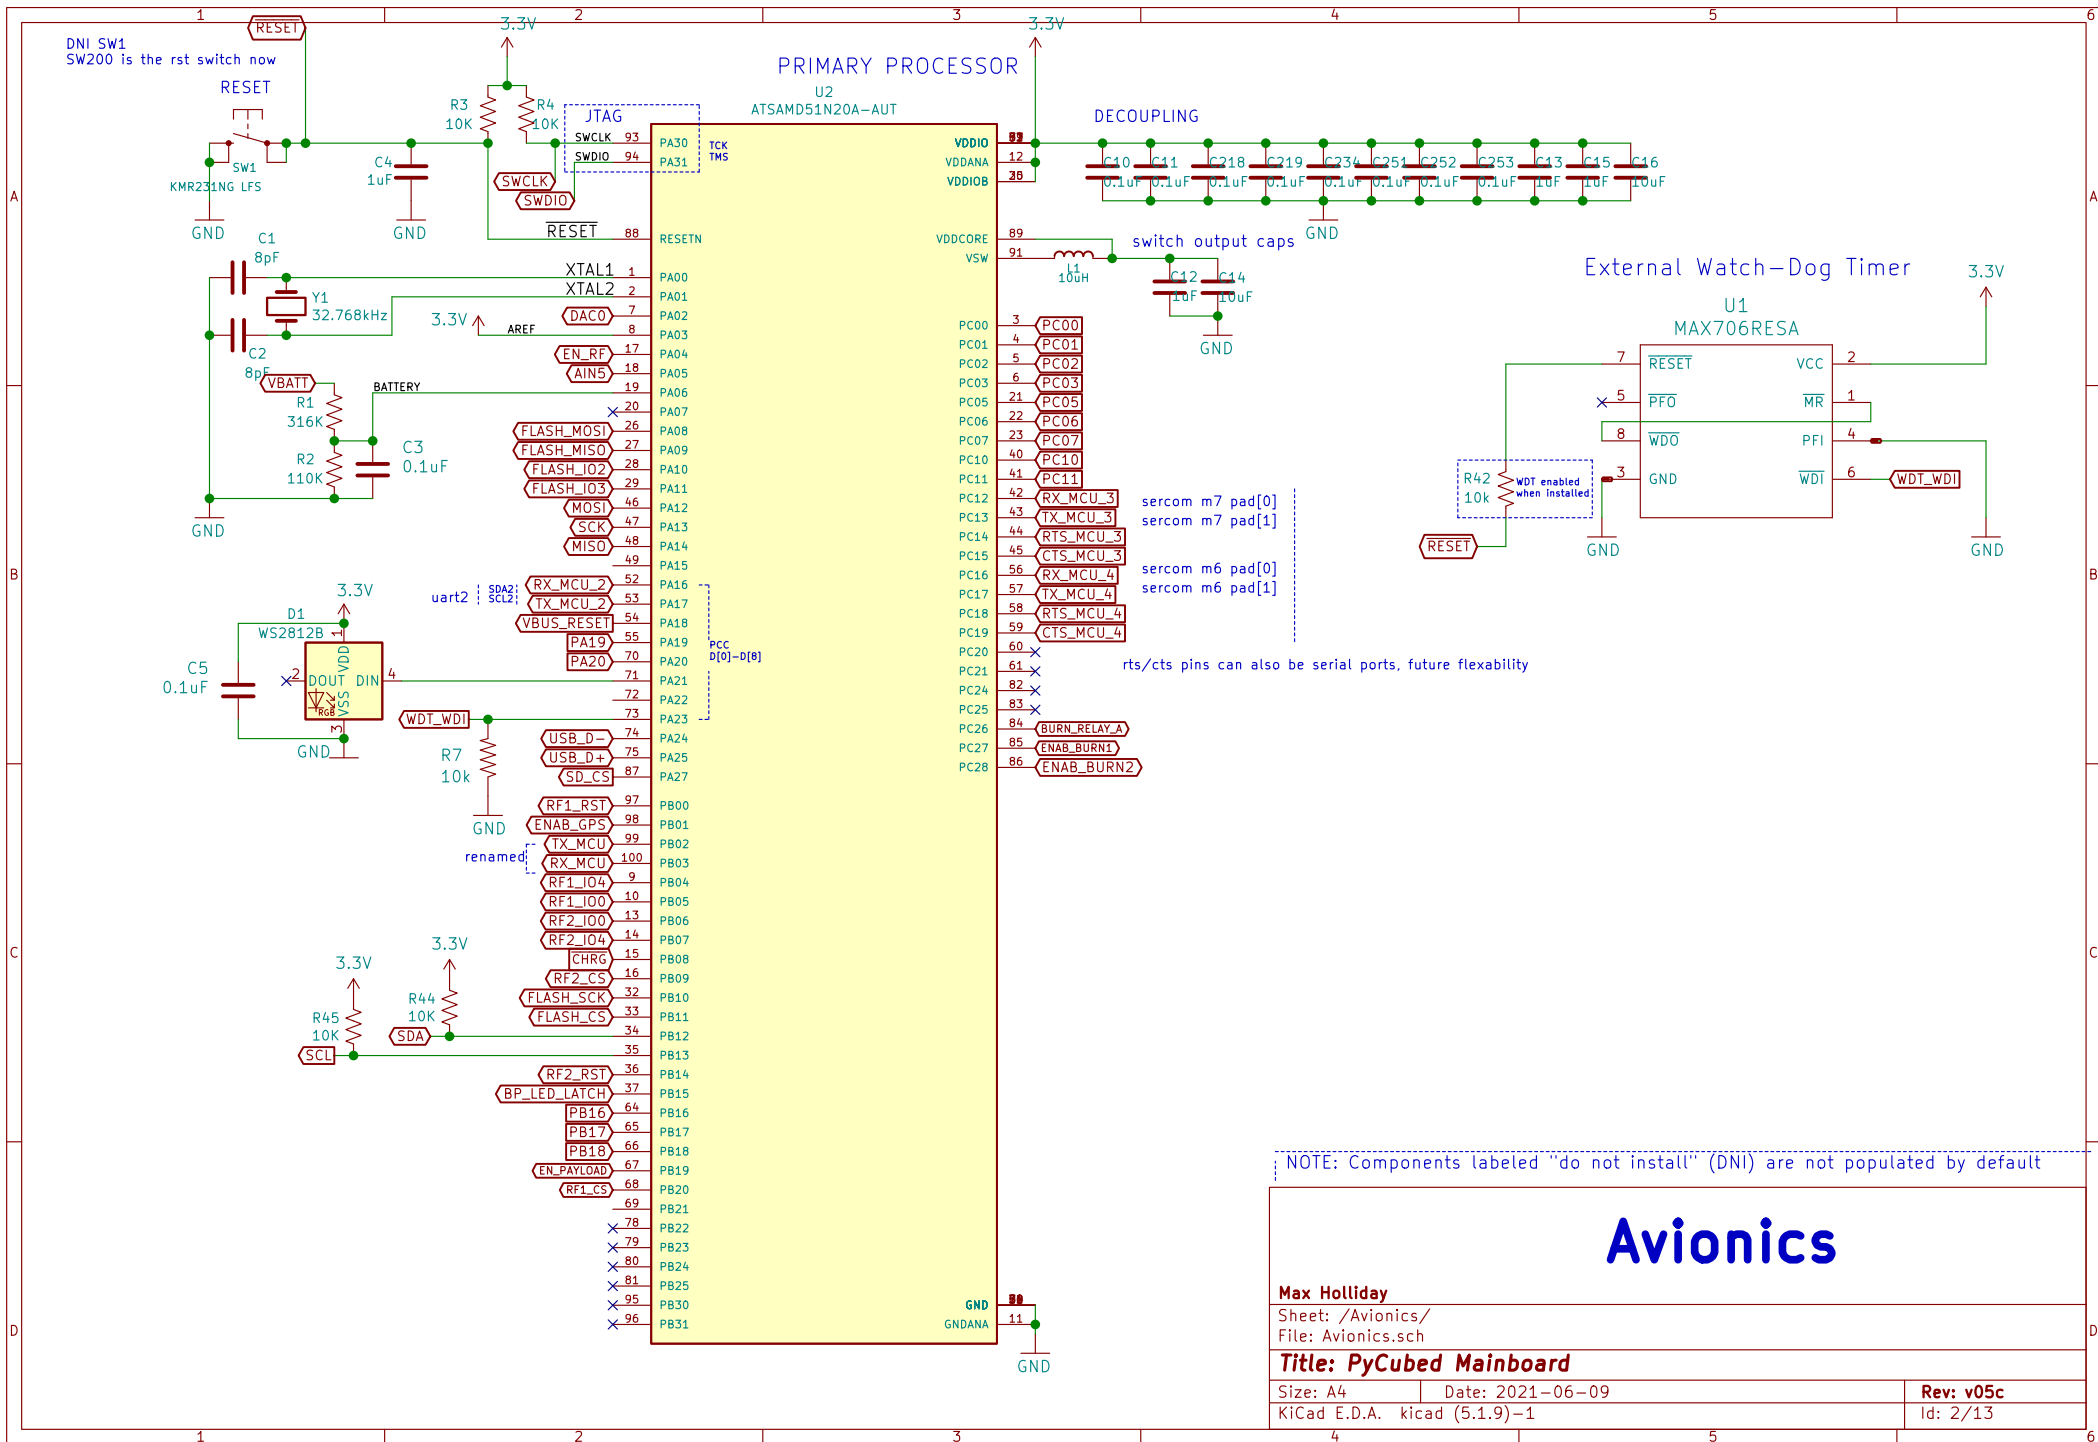 1 2 3 4 5 6
RESET
DNI SW1
SW200 is the rst switch now
RESET
SW1
KMR231NG LFS
GND
C4
1uF
GND
3.3V
R3
10K
R4
10K
JTAG
SWCLK
SWDIO
SWCLK
SWDIO
RESET
C1
8pF
Y1
32.768kHz
C2
8pF
XTAL1
XTAL2
DAC0
3.3V
AREF
EN_RF
AIN5
VBATT
BATTERY
R1
316K
R2
110K
C3
0.1uF
GND
FLASH_MOSI
FLASH_MISO
FLASH_IO2
FLASH_IO3
MOSI
SCK
MISO
uart2
SDA2
SCL2
RX_MCU_2
TX_MCU_2
VBUS_RESET
PA19
PA20
3.3V
D1
WS2812B
C5
0.1uF
1 VDD
2 DOUT
DIN 4
VSS 3
RGB
GND
WDT_WDI
R7
10k
GND
USB_D-
USB_D+
SD_CS
RF1_RST
ENAB_GPS
renamed
TX_MCU
RX_MCU
RF1_IO4
RF1_IO0
RF2_IO0
RF2_IO4
CHRG
RF2_CS
FLASH_SCK
FLASH_CS
3.3V
R44
10K
SDA
3.3V
R45
10K
SCL
RF2_RST
BP_LED_LATCH
PB16
PB17
PB18
EN_PAYLOAD
RF1_CS
PRIMARY PROCESSOR
U2
ATSAMD51N20A-AUT
93 PA30 TCK
94 PA31 TMS
88 RESETN
1 PA00
2 PA01
7 PA02
8 PA03
17 PA04
18 PA05
19 PA06
20 PA07
26 PA08
27 PA09
28 PA10
29 PA11
46 PA12
47 PA13
48 PA14
49 PA15
52 PA16
53 PA17
54 PA18
55 PA19
70 PA20
71 PA21
72 PA22
73 PA23
PCC
D[0]-D[8]
74 PA24
75 PA25
87 PA27
97 PB00
98 PB01
99 PB02
100 PB03
9 PB04
10 PB05
13 PB06
14 PB07
15 PB08
16 PB09
32 PB10
33 PB11
34 PB12
35 PB13
36 PB14
37 PB15
64 PB16
65 PB17
66 PB18
67 PB19
68 PB20
69 PB21
78 PB22
79 PB23
80 PB24
81 PB25
95 PB30
96 PB31
3.3V
VDDIO
VDDANA 12
VDDIOB
VDDCORE 89
VSW 91
PC00 3 PC00
PC01 4 PC01
PC02 5 PC02
PC03 6 PC03
PC05 21 PC05
PC06 22 PC06
PC07 23 PC07
PC10 40 PC10
PC11 41 PC11
PC12 42 RX_MCU_3
PC13 43 TX_MCU_3
PC14 44 RTS_MCU_3
PC15 45 CTS_MCU_3
PC16 56 RX_MCU_4
PC17 57 TX_MCU_4
PC18 58 RTS_MCU_4
PC19 59 CTS_MCU_4
PC20 60
PC21 61
PC24 82
PC25 83
PC26 84 BURN_RELAY_A
PC27 85 ENAB_BURN1
PC28 86 ENAB_BURN2
GND
GNDANA 11
GND
sercom m7 pad[0]
sercom m7 pad[1]
sercom m6 pad[0]
sercom m6 pad[1]
rts/cts pins can also be serial ports, future flexability
DECOUPLING
C10 C11 C218 C219 C234 C251 C252 C253 C13 C15 C16
0.1uF 0.1uF 0.1uF 0.1uF 0.1uF 0.1uF 0.1uF 0.1uF 1uF 1uF 10uF
GND
switch output caps
L1
10uH
C12
1uF
C14
10uF
GND
External Watch-Dog Timer
3.3V
U1
MAX706RESA
7 RESET
5 PFO
8 WDO
3 GND
VCC 2
MR 1
PFI 4
WDI 6
WDT_WDI
R42
10k
WDT enabled
when installed
RESET
GND
GND
A A
B B
C C
D D
NOTE: Components labeled "do not install" (DNI) are not populated by default
Avionics
Max Holliday
Sheet: /Avionics/
File: Avionics.sch
Title: PyCubed Mainboard
Size: A4 Date: 2021-06-09 Rev: v05c
KiCad E.D.A. kicad (5.1.9)-1 Id: 2/13
1 2 3 4 5 6